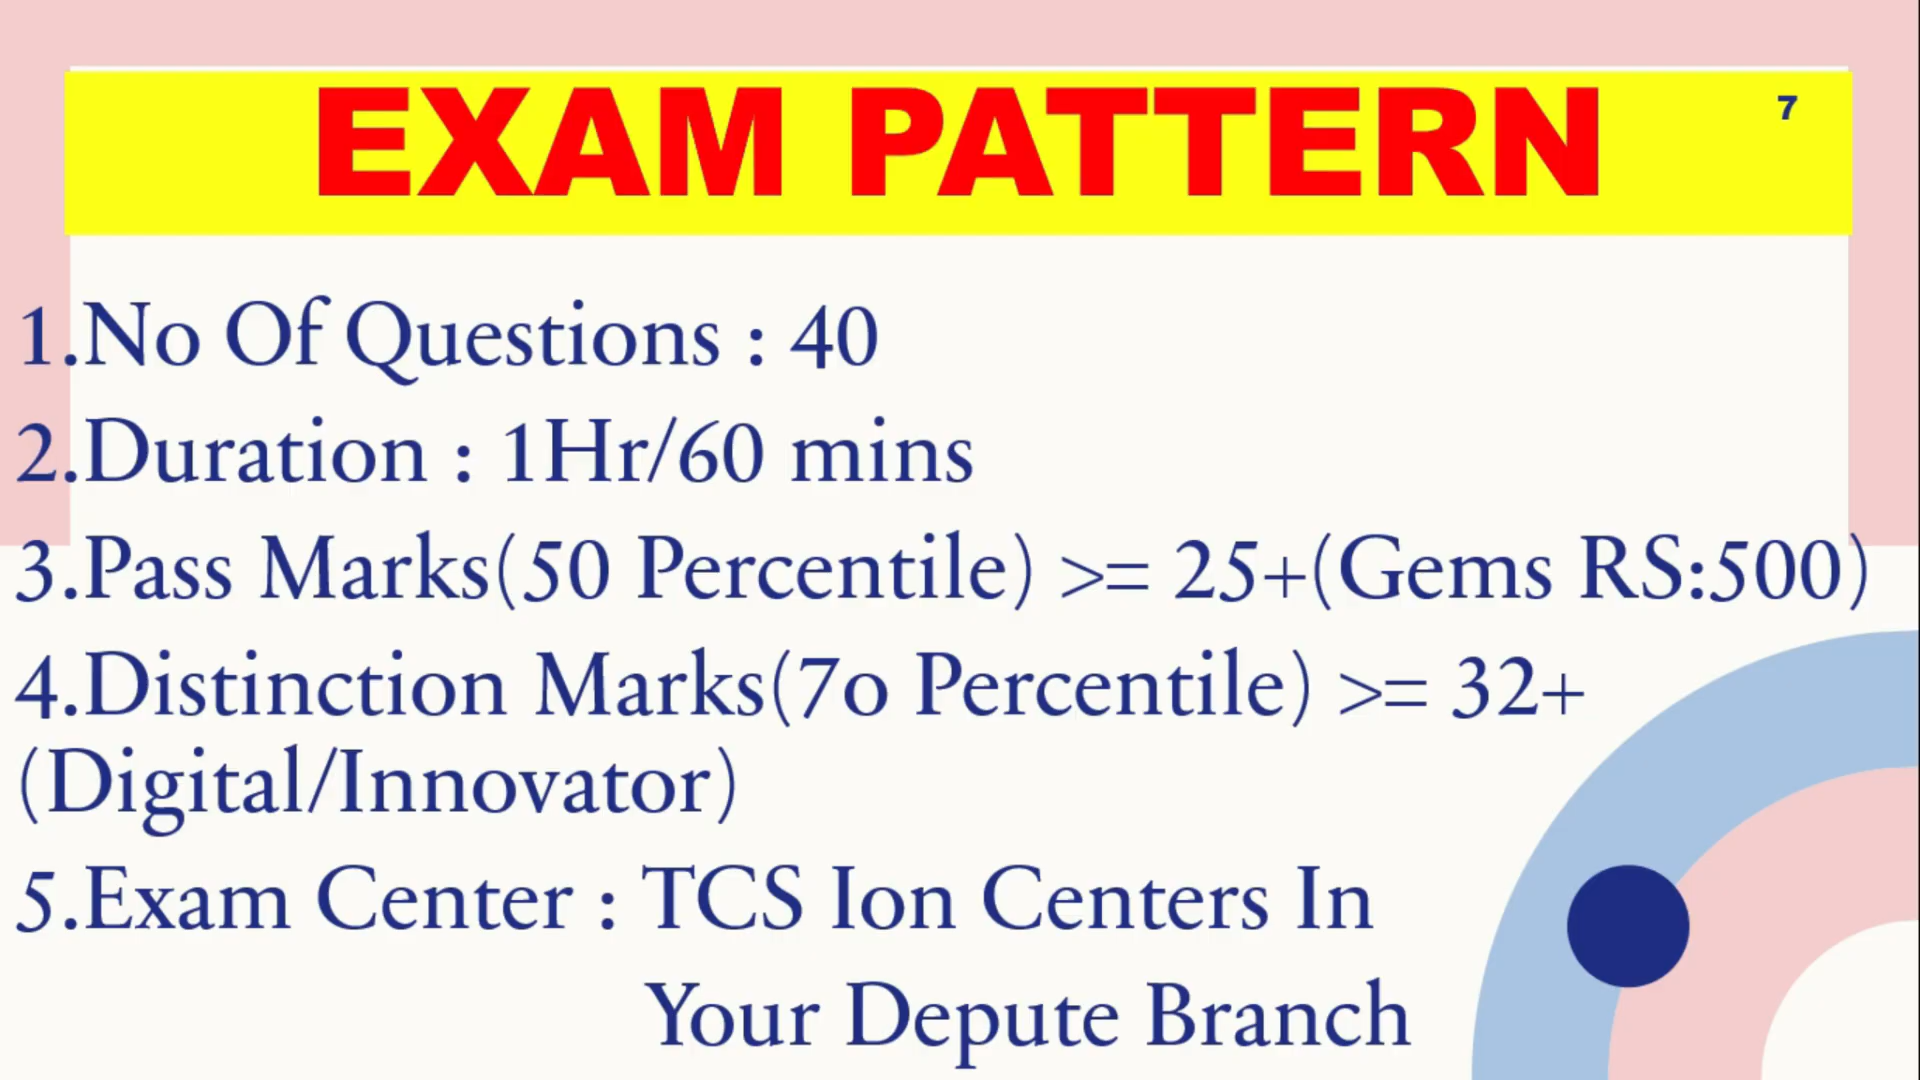 EXAM PATTERN
7
1.No Of Questions : 40
2.Duration : 1Hr/60 mins
3.Pass Marks(50 Percentile) >= 25+(Gems RS:500)
4.Distinction Marks(7o Percentile) >= 32+
(Digital/Innovator)
5.Exam Center : TCS Ion Centers In
Your Depute Branch